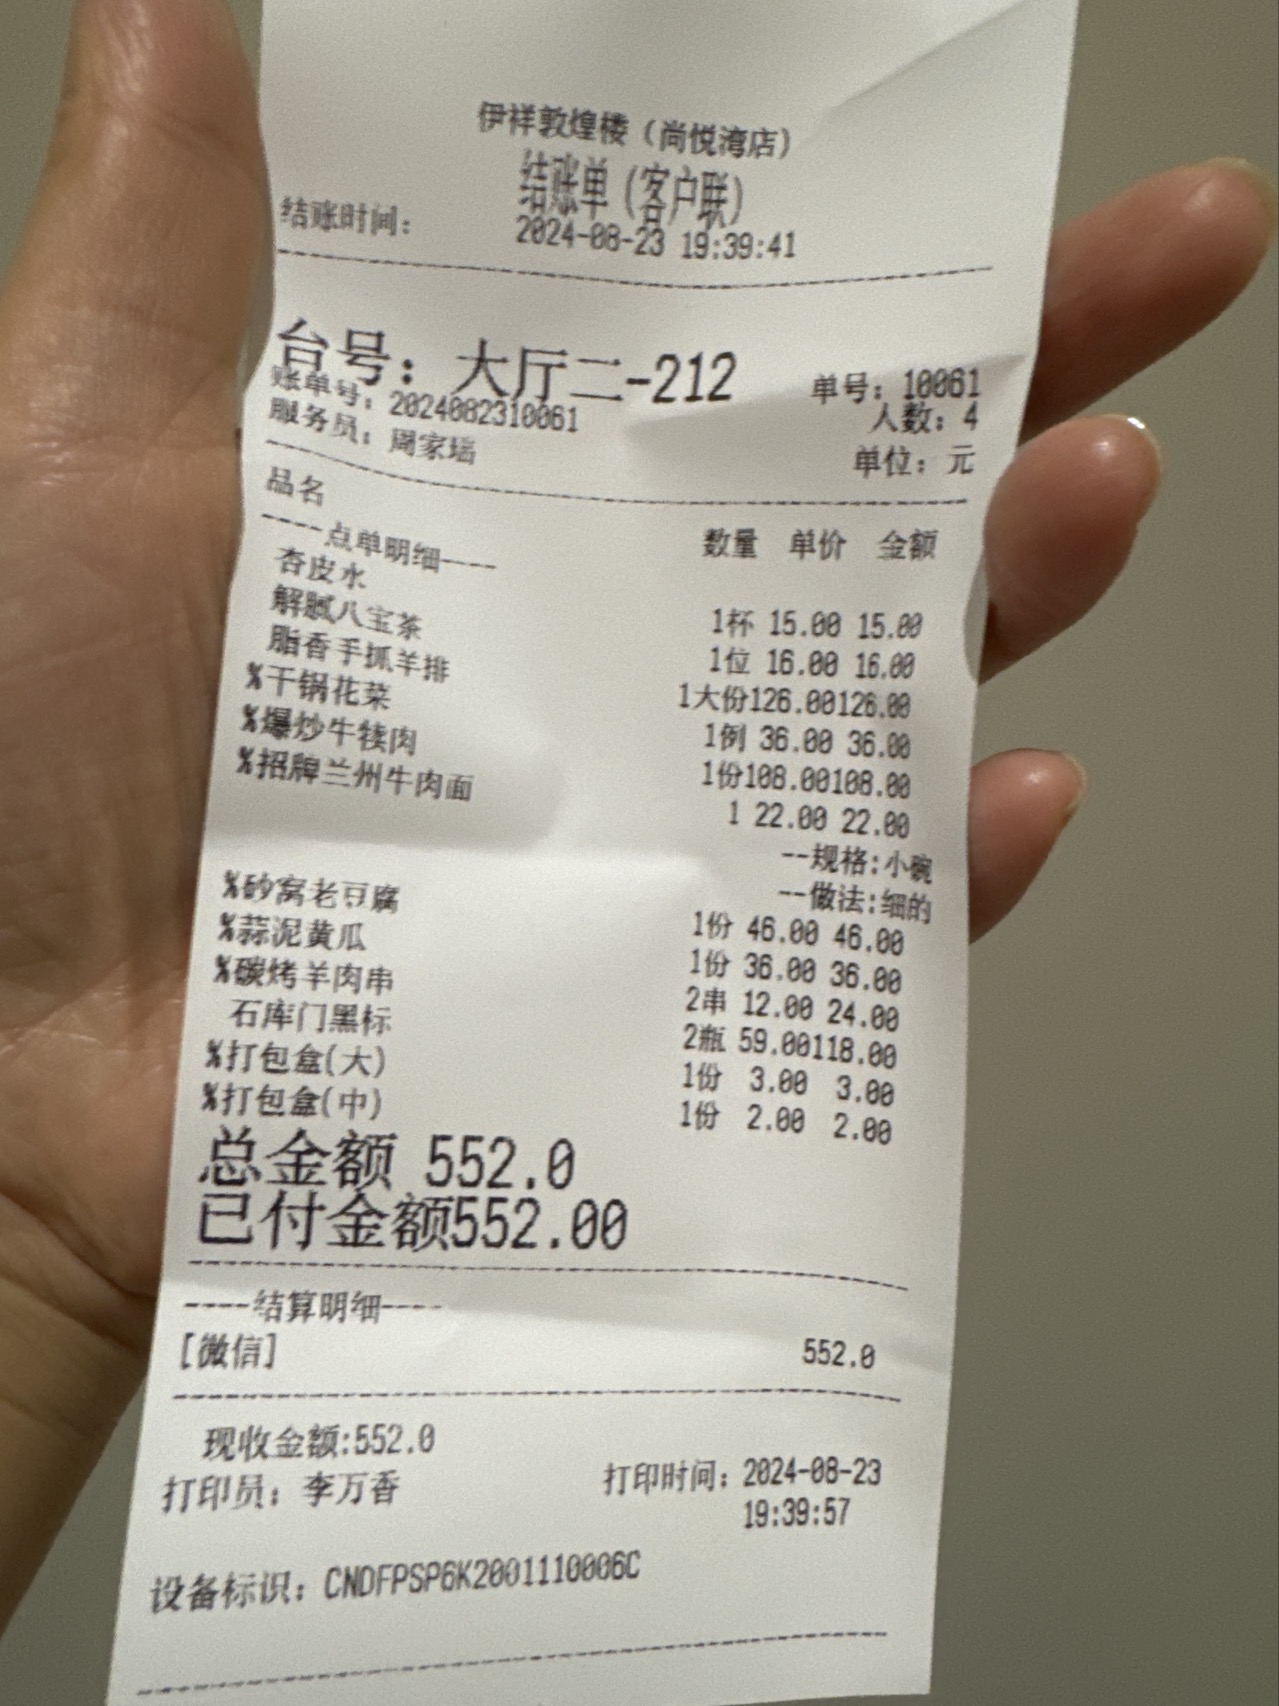 伊祥敦煌楼（尚悦湾店）
结账单（客户联）
结账时间： 2024-08-23 19:39:41
台号：大厅二-212 单号：10061
账单号：2024082310061 人数：4
服务员：周家瑞 单位：元
品名 数量 单价 金额
----点单明细----
杏皮水 1杯 15.00 15.00
解腻八宝茶 1位 16.00 16.00
脂香手抓羊排 1大份126.00126.00
%干锅花菜 1例 36.00 36.00
%爆炒牛犊肉 1份108.00108.00
%招牌兰州牛肉面 1 22.00 22.00
--规格:小碗
--做法:细的
%砂窝老豆腐 1份 46.00 46.00
%蒜泥黄瓜 1份 36.00 36.00
%碳烤羊肉串 2串 12.00 24.00
石库门黑标 2瓶 59.00118.00
%打包盒(大) 1份 3.00 3.00
%打包盒(中) 1份 2.00 2.00
总金额 552.0
已付金额552.00
----结算明细----
[微信] 552.0
现收金额:552.0
打印员：李万香 打印时间：2024-08-23
19:39:57
设备标识：CNDFPSP6K2001110006C